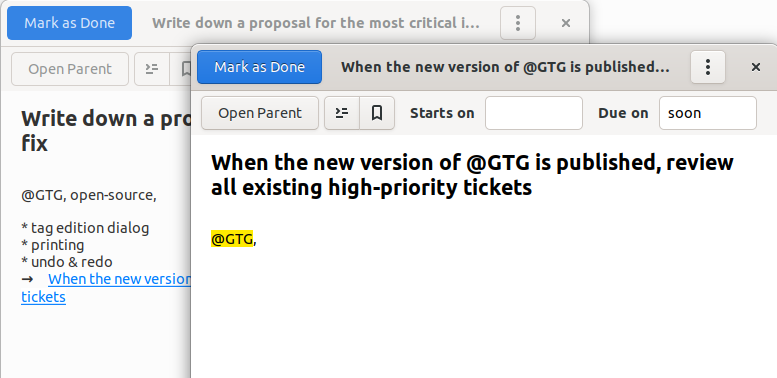 Mark as Done
Write down a proposal for the most critical i…
Open Parent
Write down a pro
fix
@GTG, open-source,
* tag edition dialog
* printing
* undo & redo
→ When the new version
tickets
Mark as Done
When the new version of @GTG is published…
Open Parent
Starts on
Due on
soon
When the new version of @GTG is published, review
all existing high-priority tickets
@GTG,